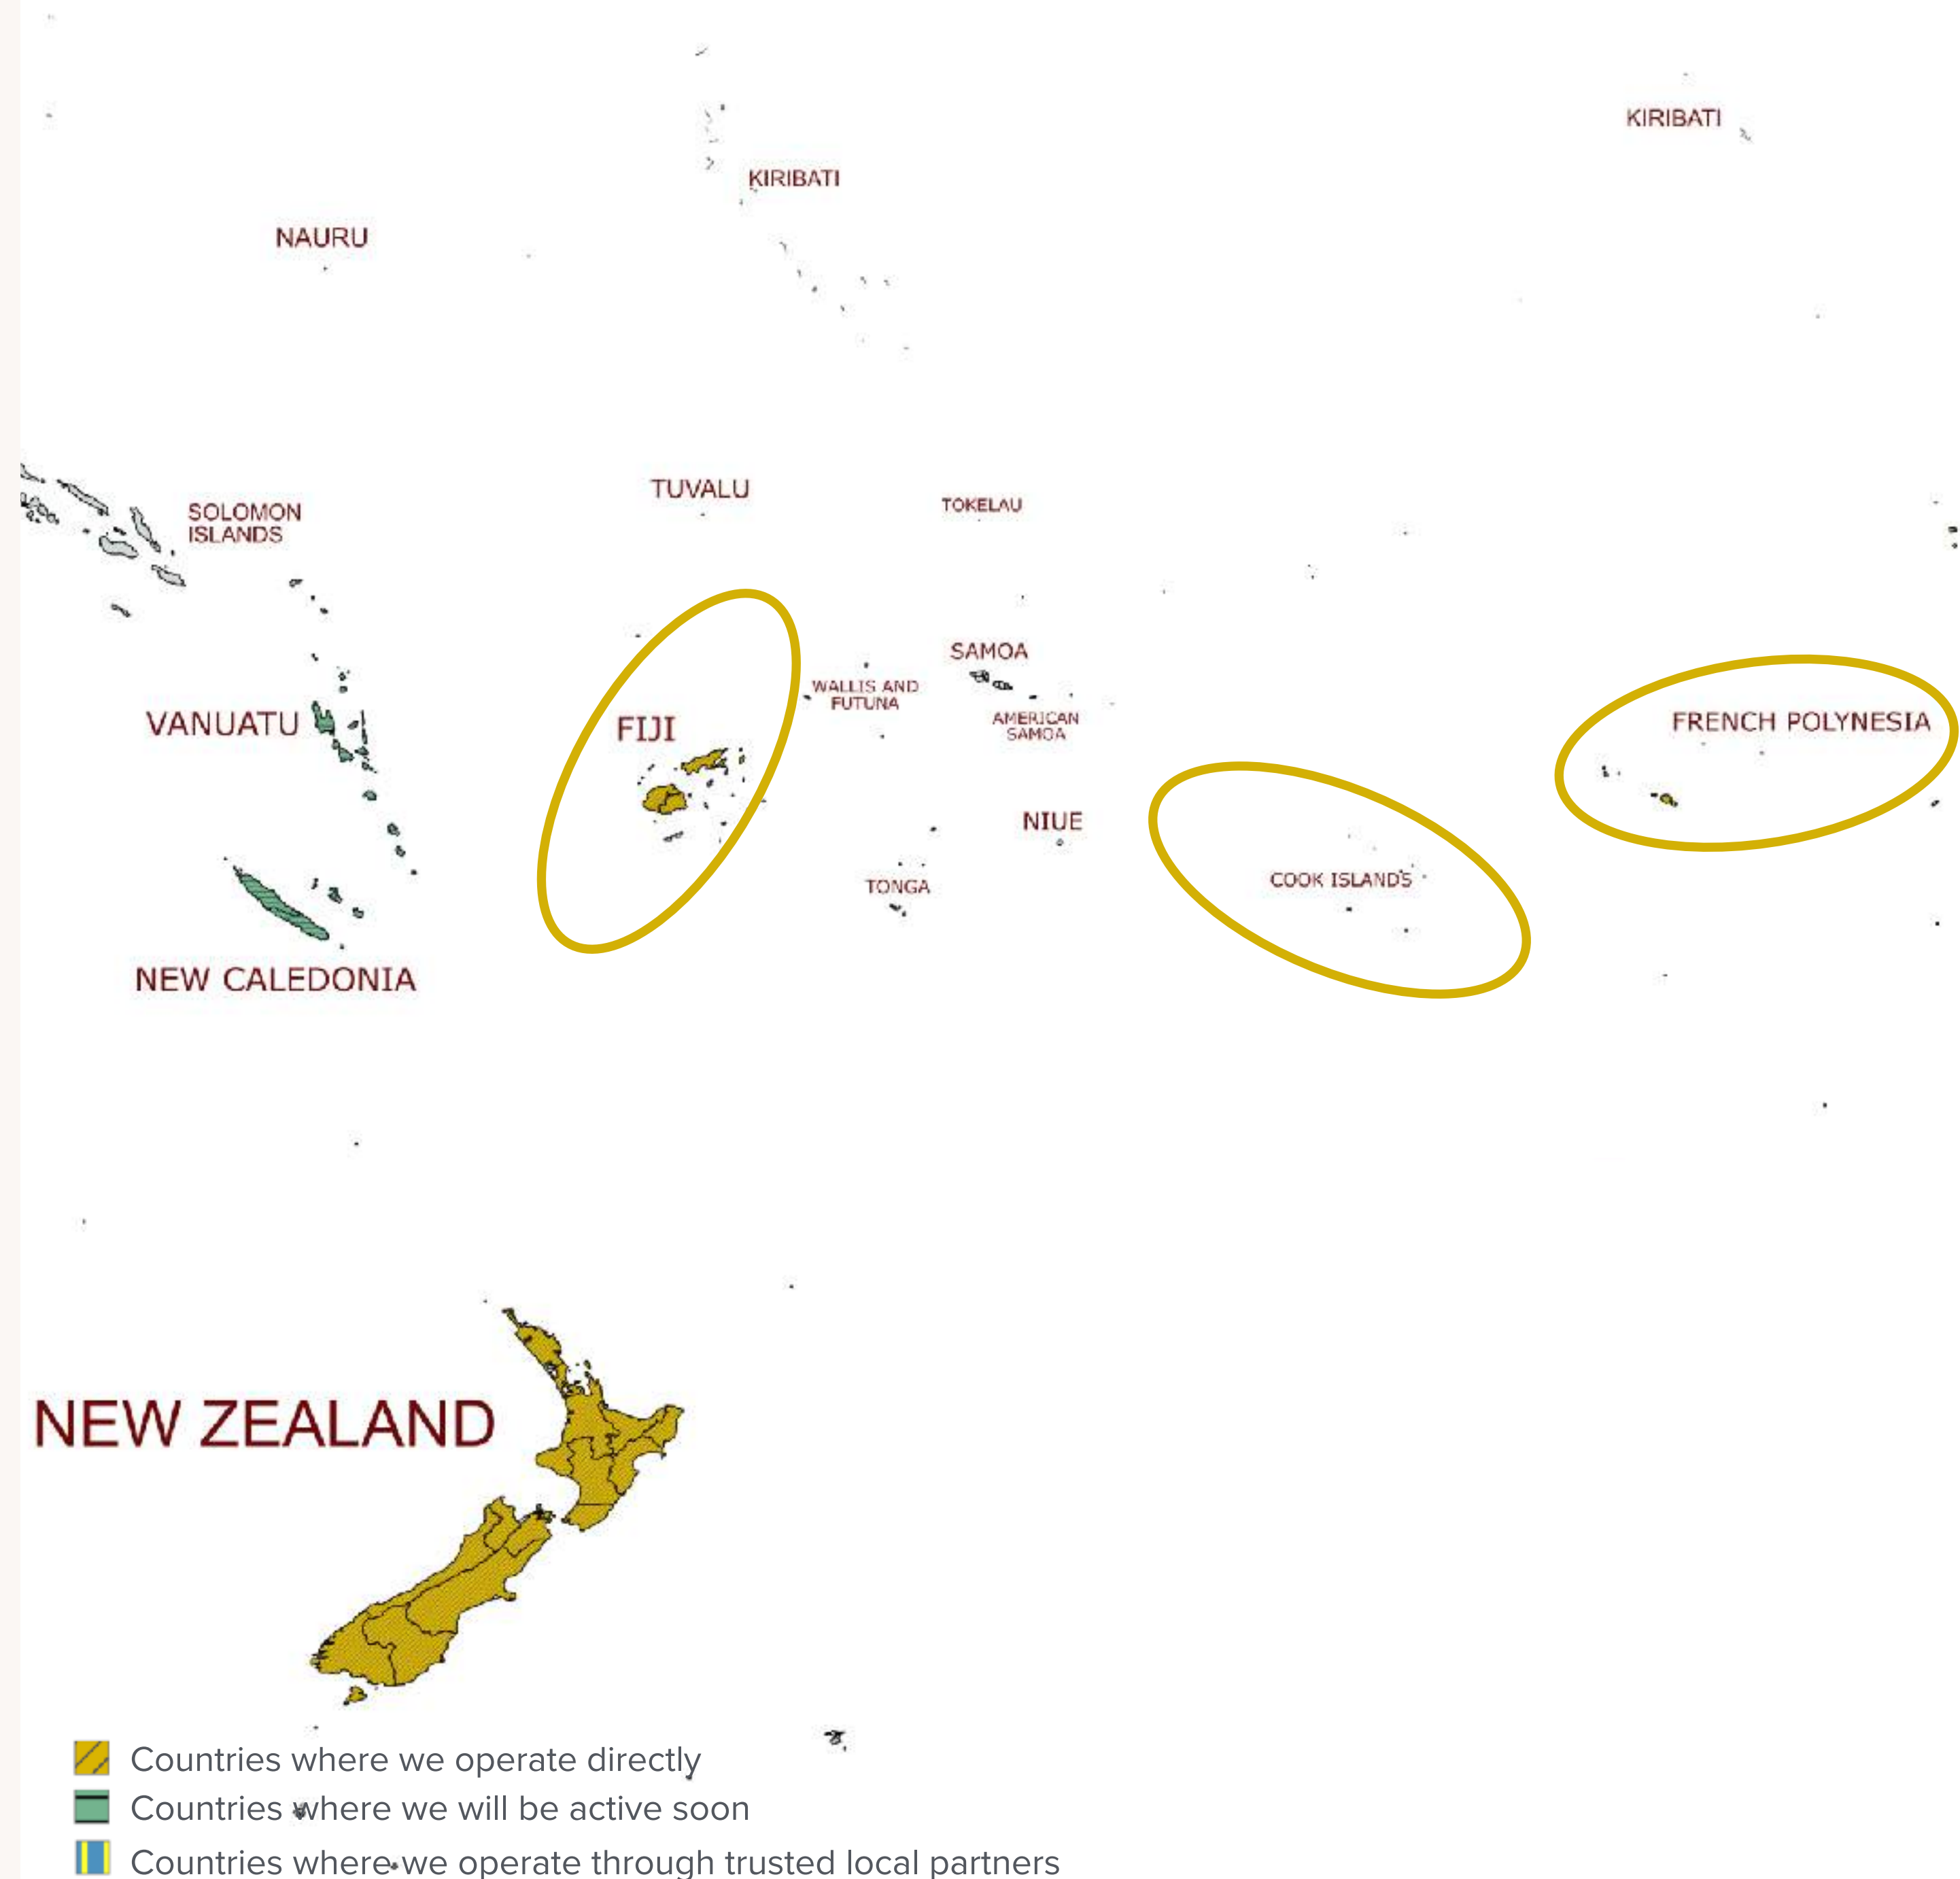 KIRIBATI
KIRIBATI
NAURU
TUVALU
TOKELAU
SOLOMON
ISLANDS
SAMOA
WALLIS AND
FUTUNA
AMERICAN
SAMOA
VANUATU
FIJI
FRENCH POLYNESIA
NIUE
COOK ISLANDS
TONGA
NEW CALEDONIA
NEW ZEALAND
Countries where we operate directly
Countries where we will be active soon
Countries where we operate through trusted local partners